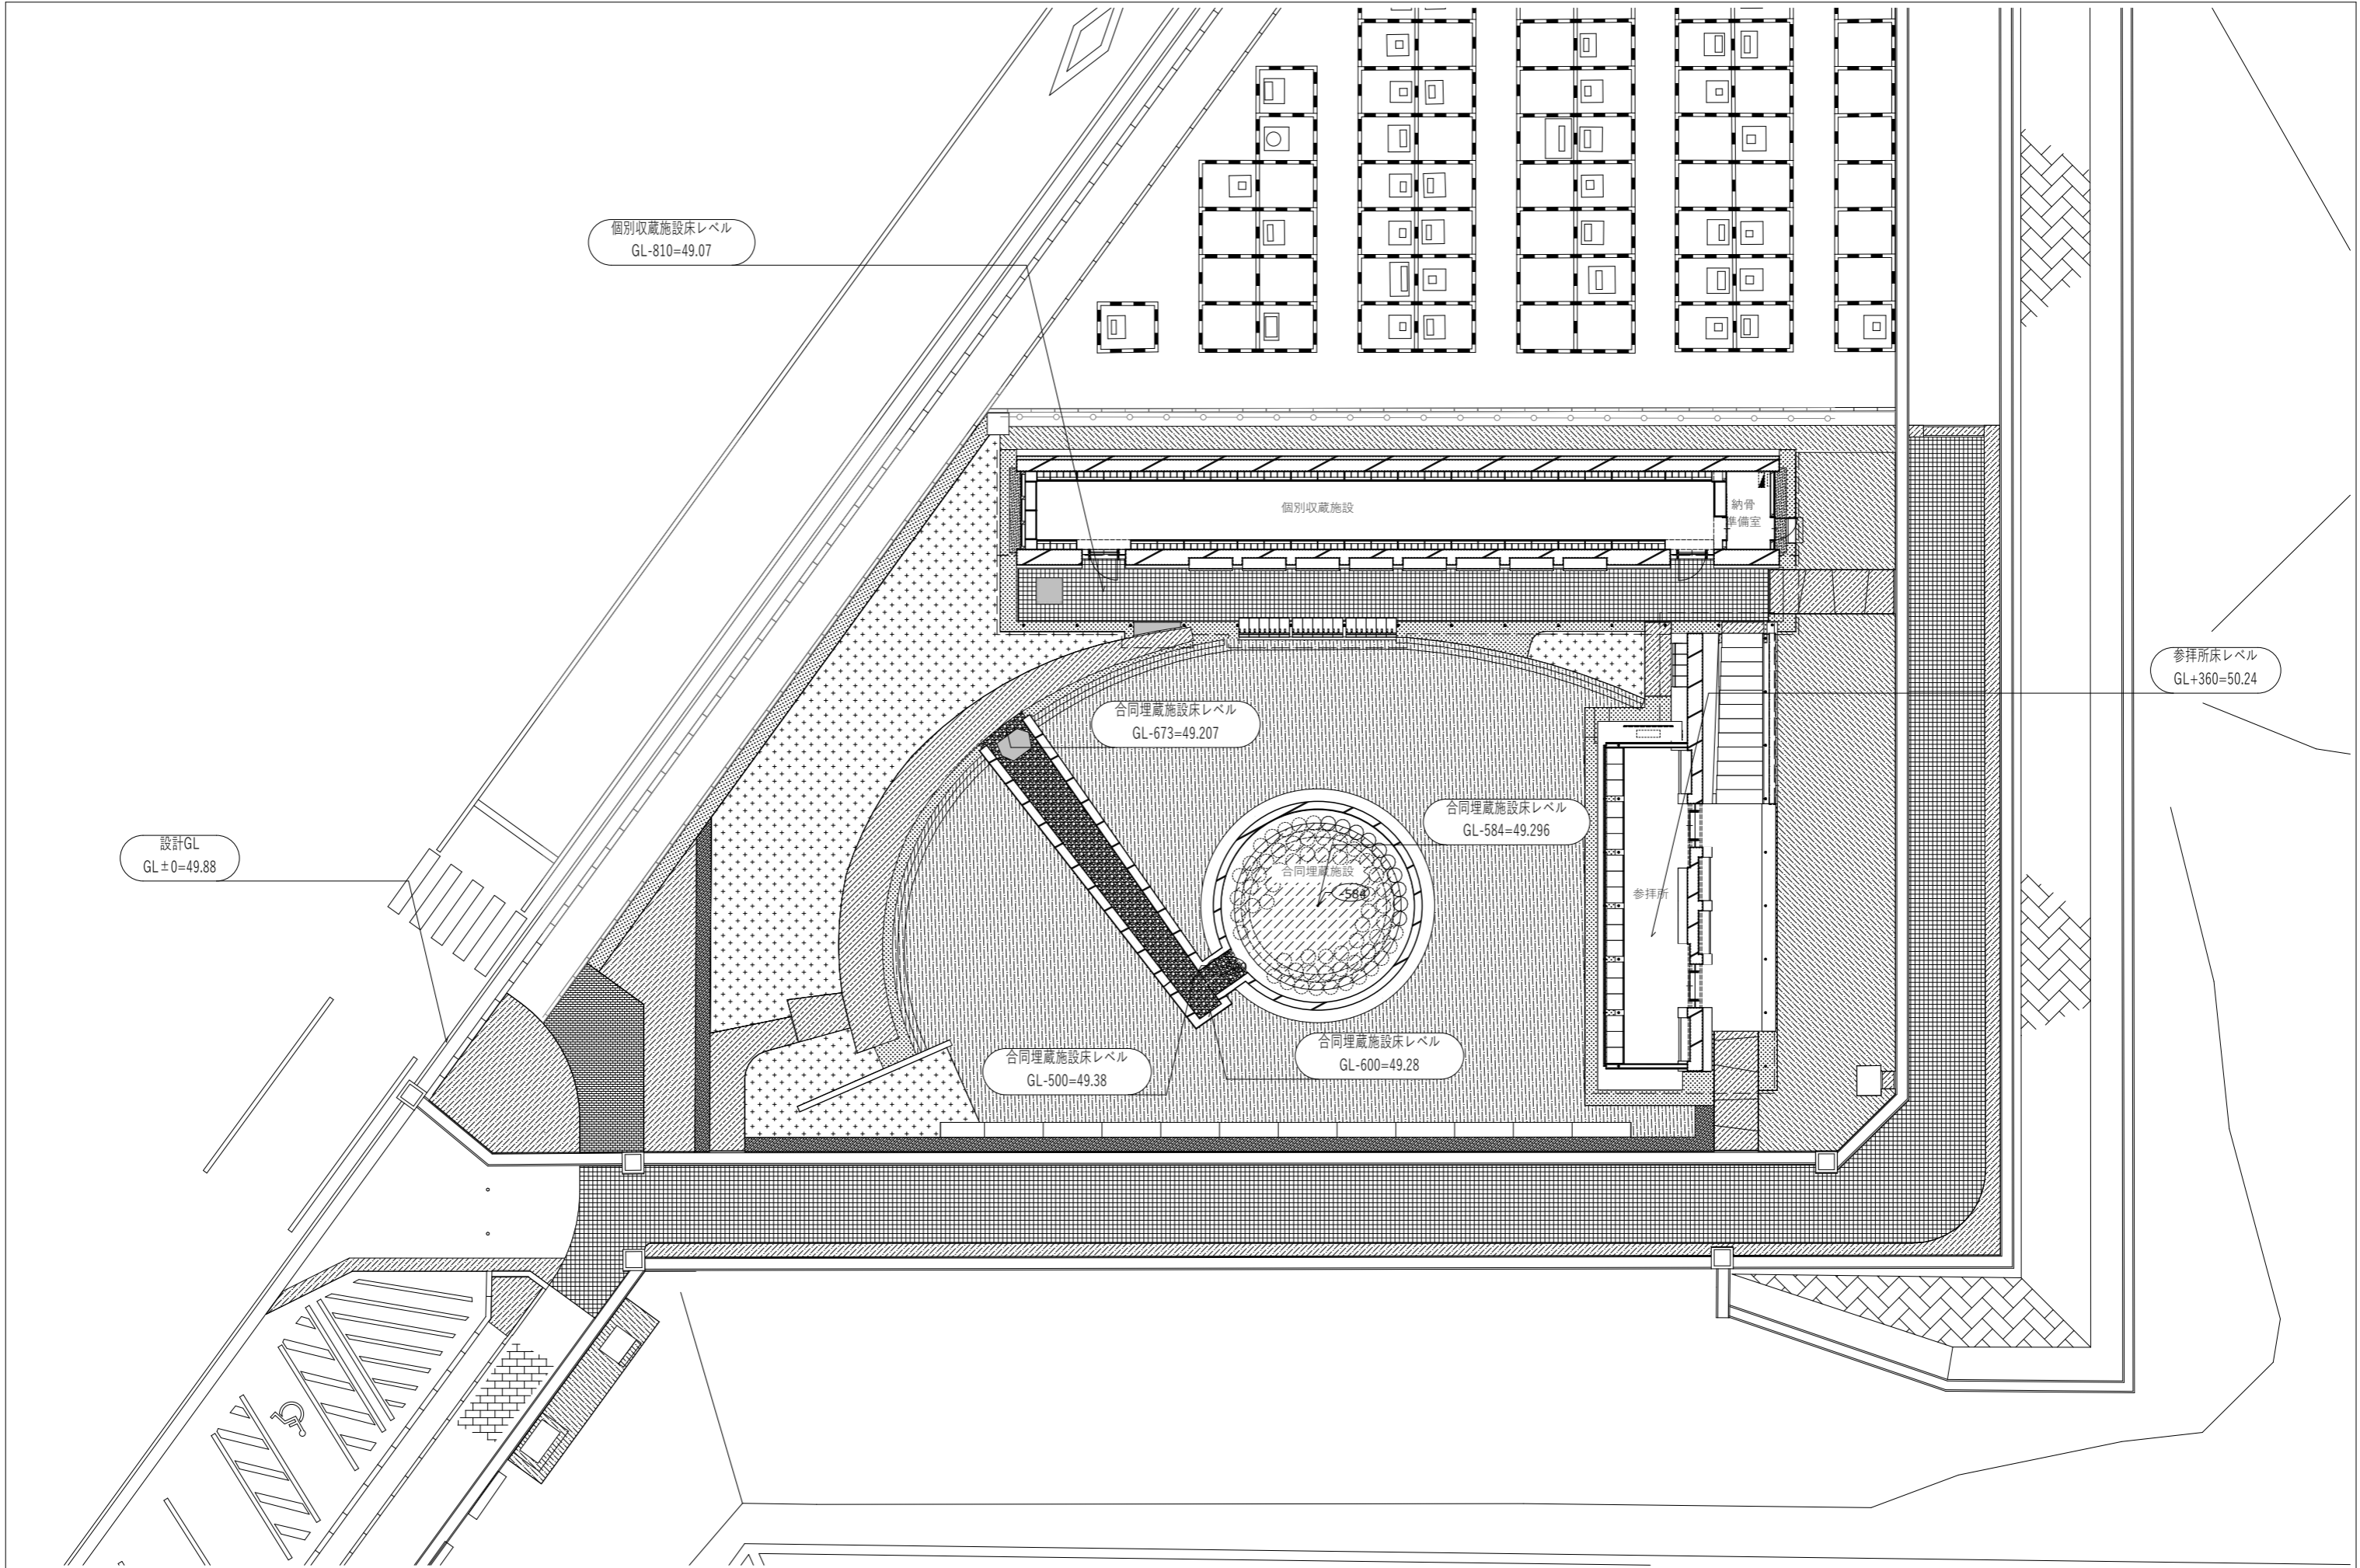 個別収蔵施設床レベル
GL-810=49.07
個別収蔵施設
納骨
準備室
参拝所床レベル
GL+360=50.24
合同埋蔵施設床レベル
GL-673=49.207
合同埋蔵施設床レベル
GL-584=49.296
設計GL
GL±0=49.88
合同埋蔵施設
-584
参拝所
合同埋蔵施設床レベル
GL-600=49.28
合同埋蔵施設床レベル
GL-500=49.38